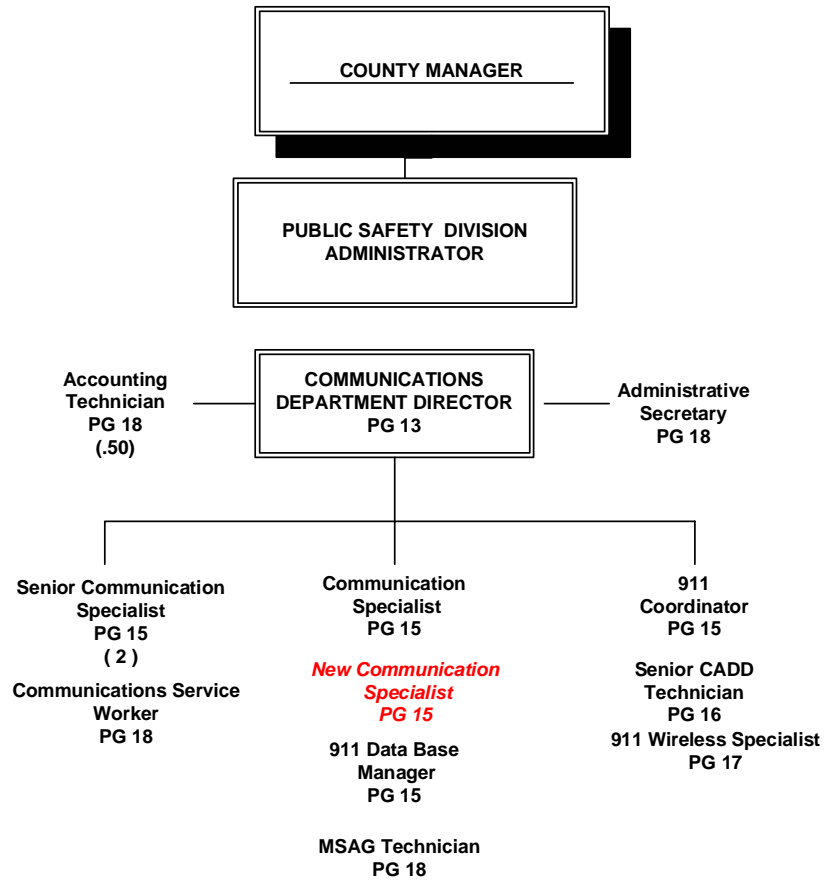 COUNTY MANAGER
PUBLIC SAFETY DIVISION
ADMINISTRATOR
COMMUNICATIONS
DEPARTMENT DIRECTOR
PG 13
Accounting
Technician
PG 18
(.50)
Administrative
Secretary
PG 18
Senior Communication
Specialist
PG 15
( 2 )
Communications Service
Worker
PG 18
Communication
Specialist
PG 15
New Communication
Specialist
PG 15
911 Data Base
Manager
PG 15
MSAG Technician
PG 18
911
Coordinator
PG 15
Senior CADD
Technician
PG 16
911 Wireless Specialist
PG 17